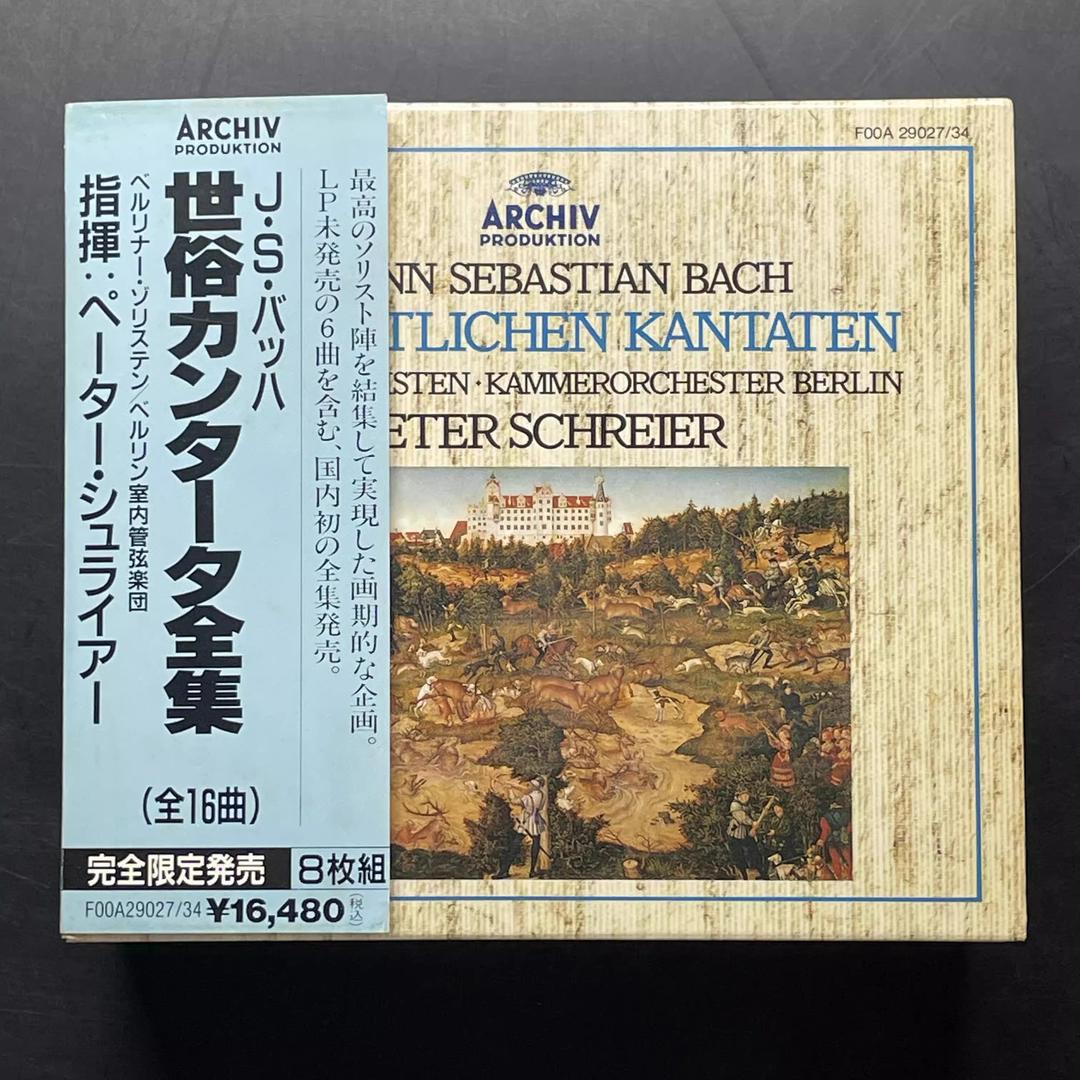 ARCHIV
PRODUKTION
最高のソリスト陣を結集して実現した画期的な企画。
LP未発売の6曲を含む、国内初の全集発売。
J・S・バッハ
世俗カンタータ全集
ベルリナー・ゾリステン/ベルリン室内管弦楽団
指揮:ペーター・シュライアー
(全16曲)
完全限定発売
8枚組
F00A29027/34 ¥16,480(税込)
F00A 29027/34
ARCHIV
PRODUKTION
NN SEBASTIAN BACH
TLICHEN KANTATEN
ISTEN・KAMMERORCHESTER BERLIN
ETER SCHREIER